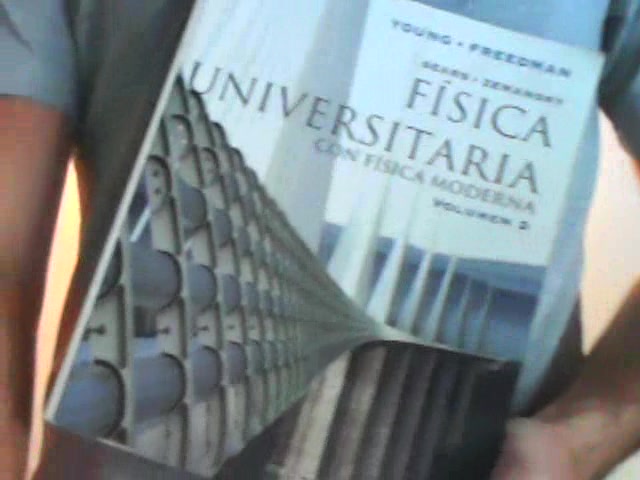 YOUNG • FREEDMAN
SEARS • ZEMANSKY
FÍSICA
UNIVERSITARIA
CON FÍSICA MODERNA
VOLUMEN 2